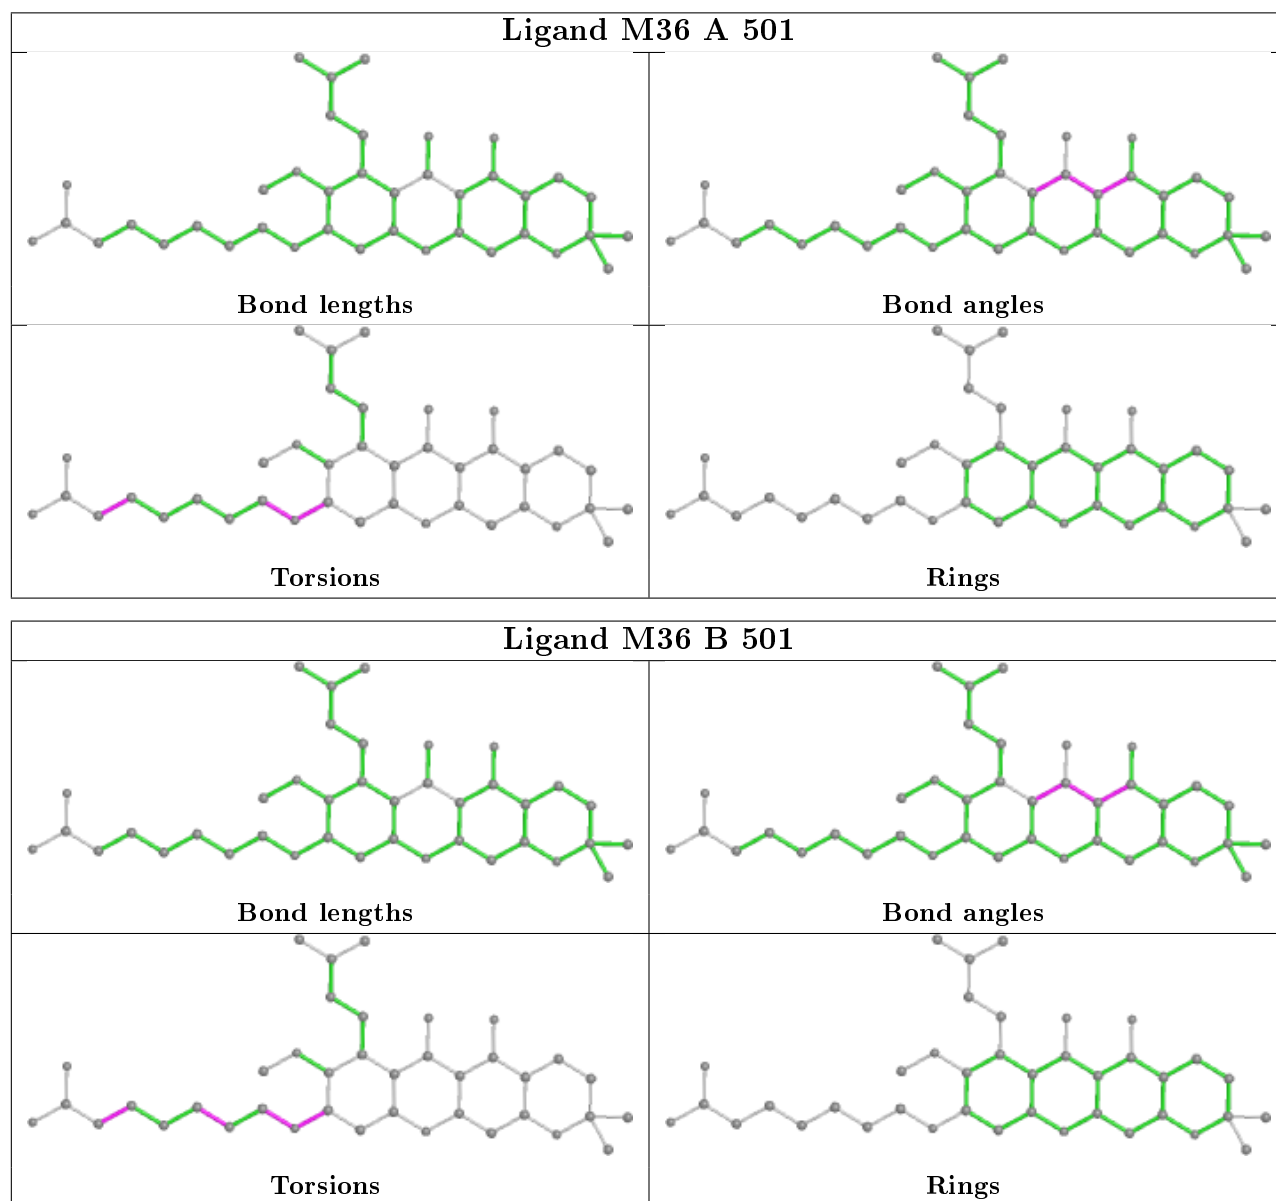 Ligand M36 A 501
Bond lengths
Bond angles
Torsions
Rings
Ligand M36 B 501
Bond lengths
Bond angles
Torsions
Rings